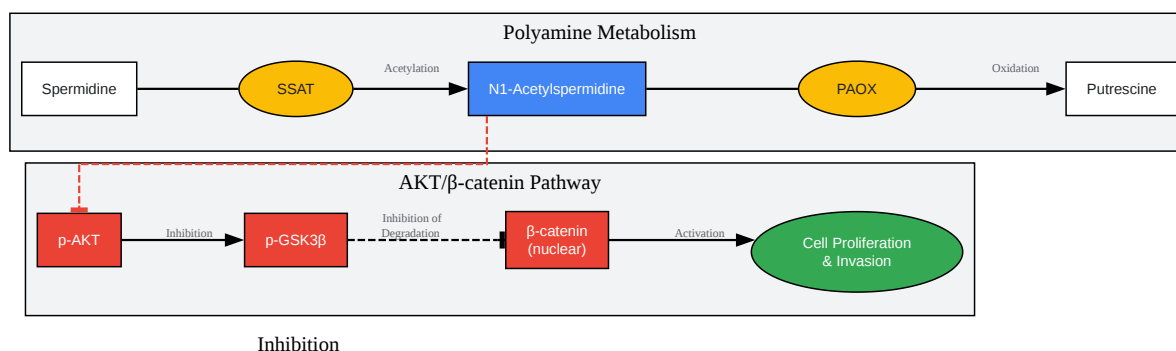 Polyamine Metabolism
Spermidine
SSAT
Acetylation
N1-Acetylspermidine
PAOX
Oxidation
Putrescine
AKT/β-catenin Pathway
p-AKT
Inhibition
p-GSK3β
Inhibition of
Degradation
β-catenin
(nuclear)
Activation
Cell Proliferation
& Invasion
Inhibition